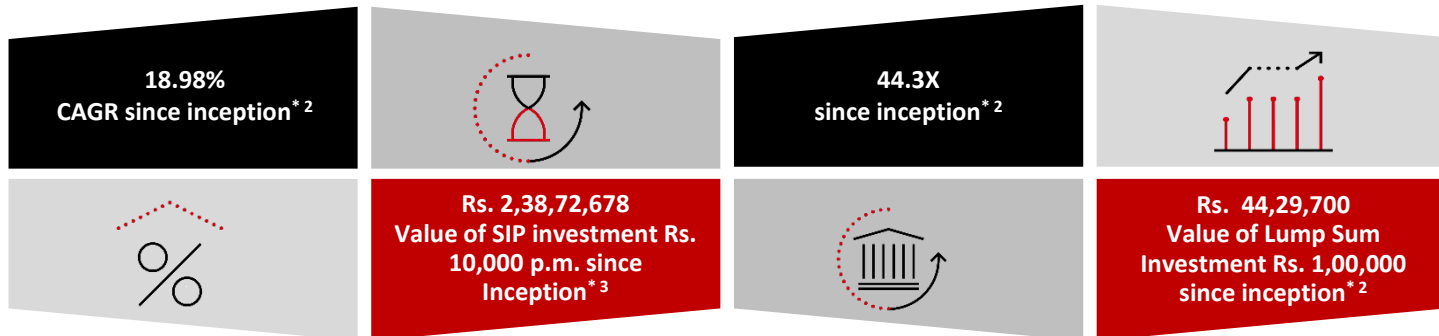 18.98%
CAGR since inception* 2
44.3X
since inception* 2
Rs. 2,38,72,678
Value of SIP investment Rs.
10,000 p.m. since
Inception* 3
Rs. 44,29,700
Value of Lump Sum
Investment Rs. 1,00,000
since inception* 2